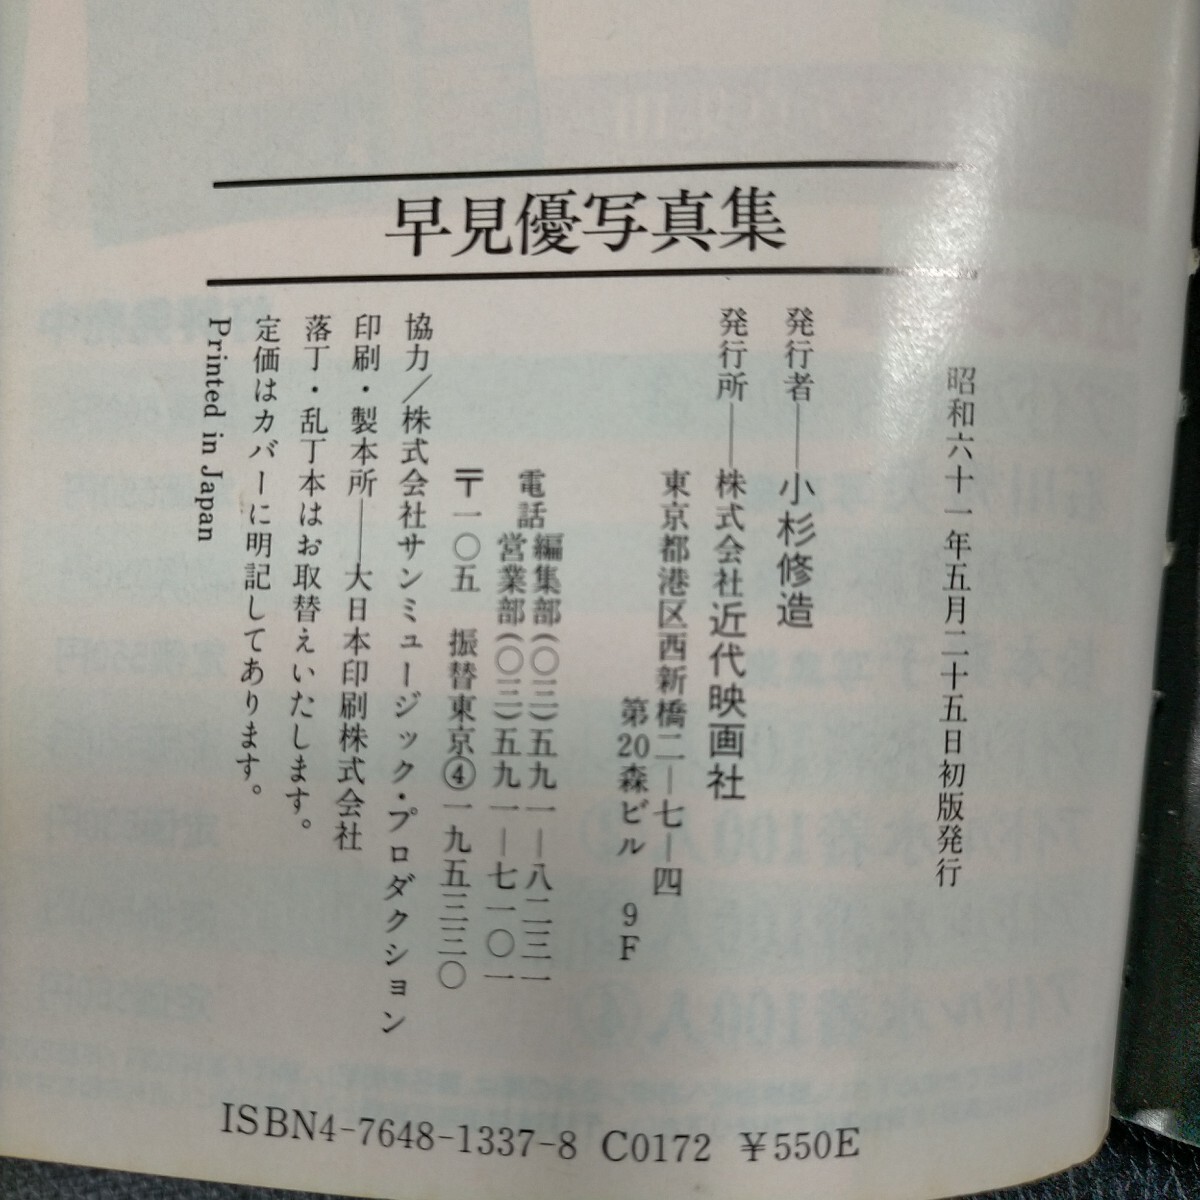 早見優写真集
昭和六十一年五月二十五日初版発行
発行者——小杉修造
発行所——株式会社近代映画社
東京都港区西新橋二—七—四
第20森ビル 9F
電話 編集部(〇三)五九一—八二三一
営業部(〇三)五九一—七一〇一
〒一〇五 振替東京④一九五三三〇
協力／株式会社サンミュージック・プロダクション
印刷・製本所——大日本印刷株式会社
落丁・乱丁本はお取替えいたします。
定価はカバーに明記してあります。
Printed in Japan
ISBN4-7648-1337-8 C0172 ¥550E